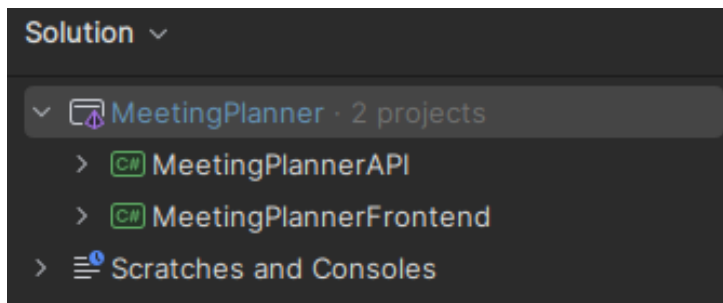 Solution
MeetingPlanner · 2 projects
C# MeetingPlannerAPI
C# MeetingPlannerFrontend
Scratches and Consoles